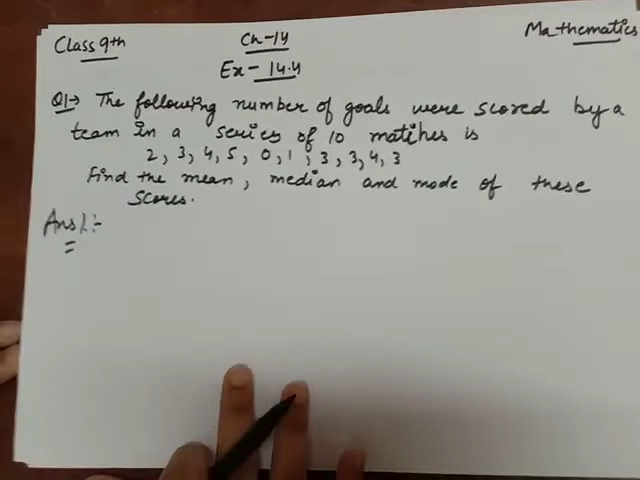 Class 9th
Ch-14
Mathematics
Ex- 14.4
Q1→ The following number of goals were scored by a
team in a series of 10 matches is
2, 3, 4, 5, 0, 1, 3, 3, 4, 3
Find the mean, median and mode of these
scores.
Ans1:-